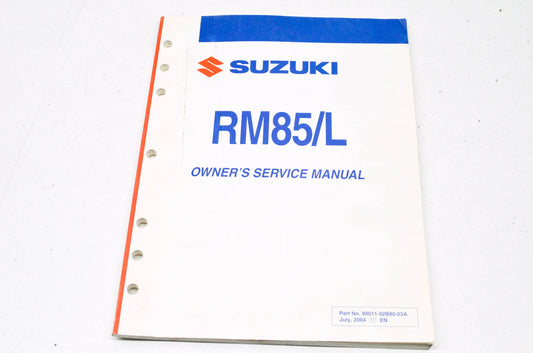 SUZUKI
RM85/L
OWNER'S SERVICE MANUAL
Part No. 99011-02B80-03A
July, 2004 EN